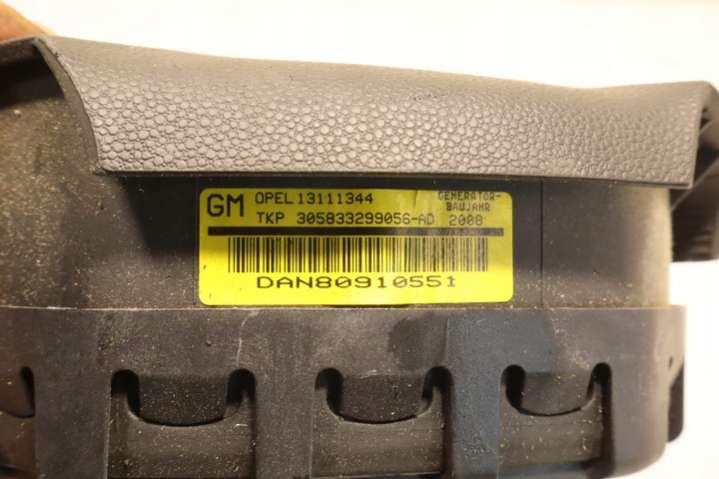 GM OPEL 13111344 GENERATOR-
BAUJAHR
TKP 305833299056-AD 2008
DAN80910551